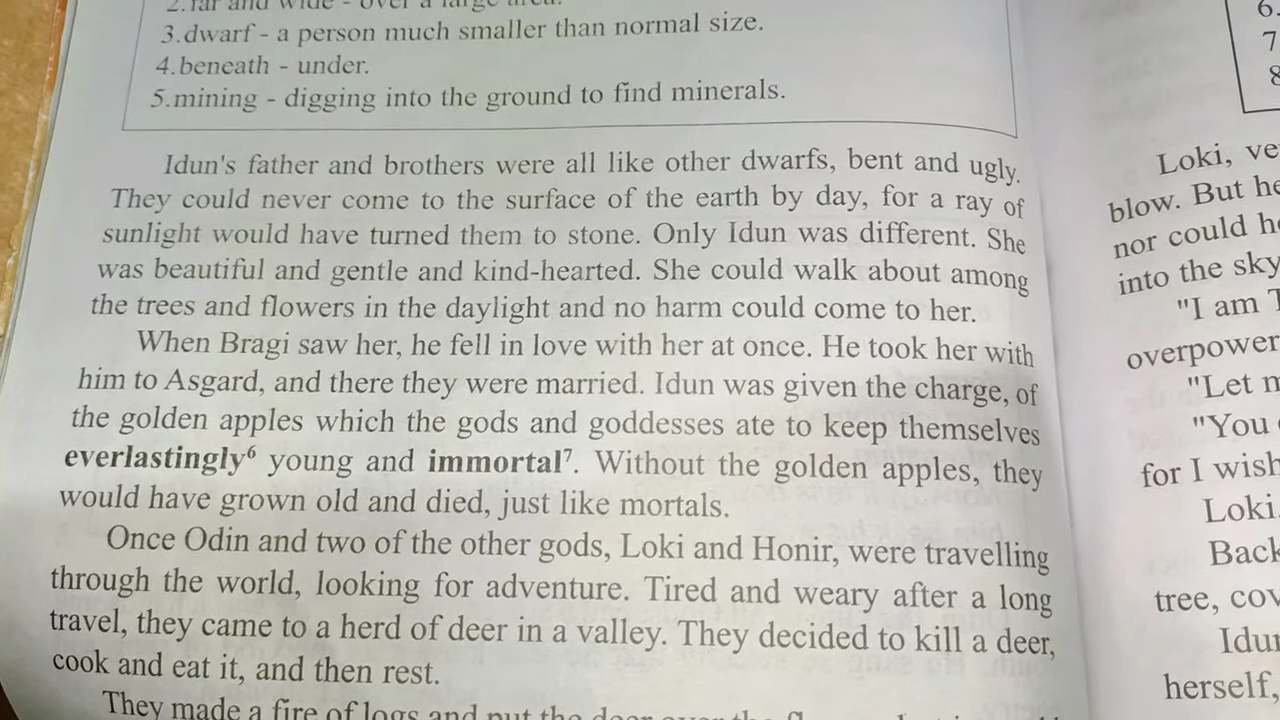 2.far and wide - over a large area.
3.dwarf - a person much smaller than normal size.
4.beneath - under.
5.mining - digging into the ground to find minerals.
Idun's father and brothers were all like other dwarfs, bent and ugly.
They could never come to the surface of the earth by day, for a ray of
sunlight would have turned them to stone. Only Idun was different. She
was beautiful and gentle and kind-hearted. She could walk about among
the trees and flowers in the daylight and no harm could come to her.
When Bragi saw her, he fell in love with her at once. He took her with
him to Asgard, and there they were married. Idun was given the charge, of
the golden apples which the gods and goddesses ate to keep themselves
everlastingly⁶ young and immortal⁷. Without the golden apples, they
would have grown old and died, just like mortals.
Once Odin and two of the other gods, Loki and Honir, were travelling
through the world, looking for adventure. Tired and weary after a long
travel, they came to a herd of deer in a valley. They decided to kill a deer,
cook and eat it, and then rest.
They made a fire of logs and put the deer over the
6.
7
8
Loki, ve
blow. But he
nor could h
into the sky
"I am T
overpower
"Let m
"You
for I wish
Loki.
Back
tree, cov
Idun
herself,